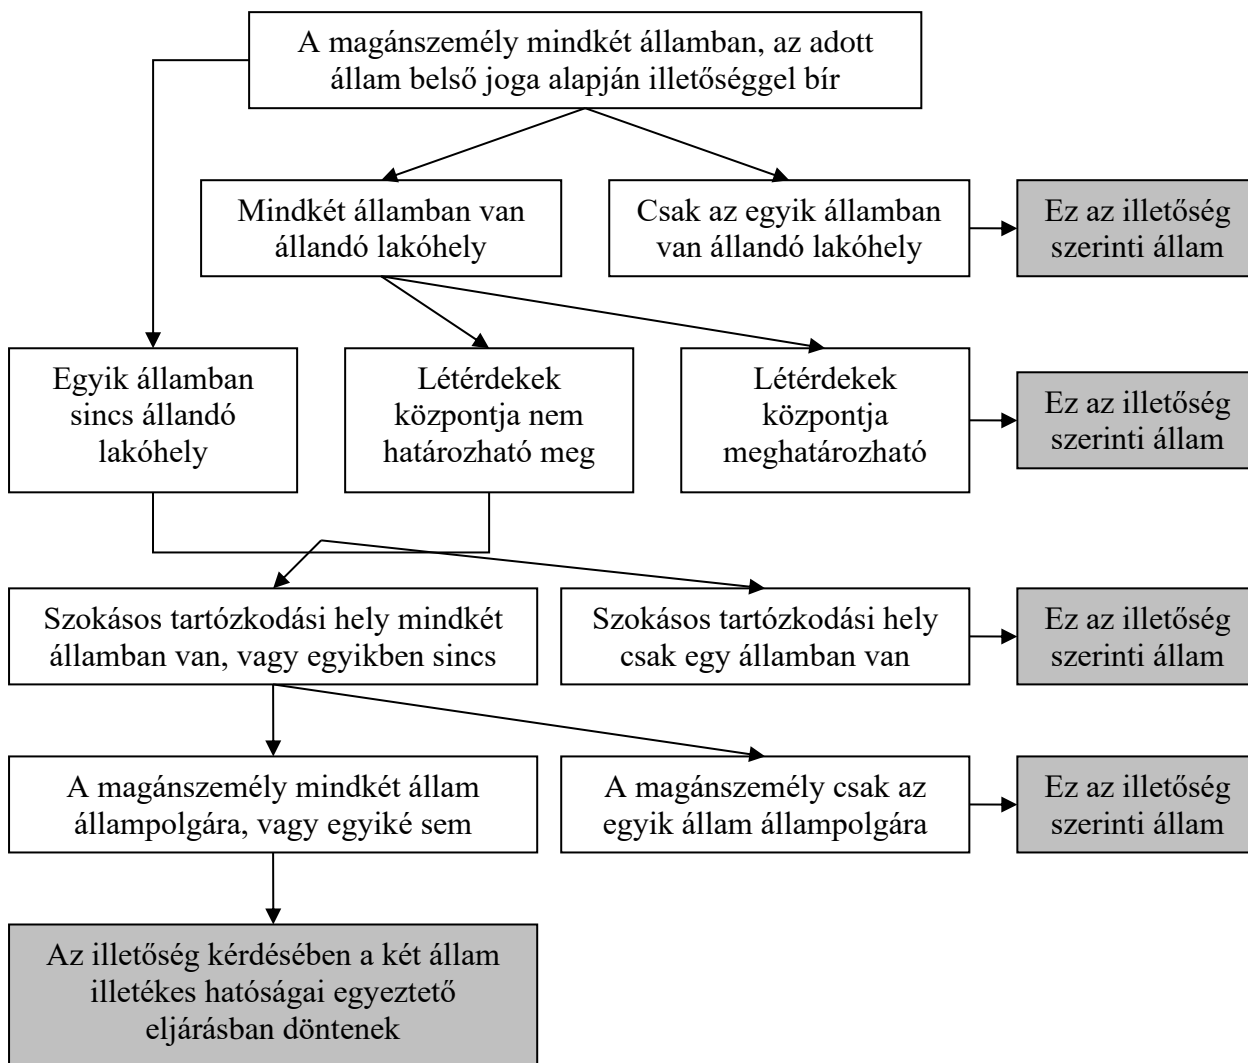 A magánszemély mindkét államban, az adott
állam belső joga alapján illetőséggel bír
Mindkét államban van
állandó lakóhely
Csak az egyik államban
van állandó lakóhely
Ez az illetőség
szerinti állam
Egyik államban
sincs állandó
lakóhely
Létérdekek
központja nem
határozható meg
Létérdekek
központja
meghatározható
Ez az illetőség
szerinti állam
Szokásos tartózkodási hely mindkét
államban van, vagy egyikben sincs
Szokásos tartózkodási hely
csak egy államban van
Ez az illetőség
szerinti állam
A magánszemély mindkét állam
állampolgára, vagy egyiké sem
A magánszemély csak az
egyik állam állampolgára
Ez az illetőség
szerinti állam
Az illetőség kérdésében a két állam
illetékes hatóságai egyeztető
eljárásban döntenek